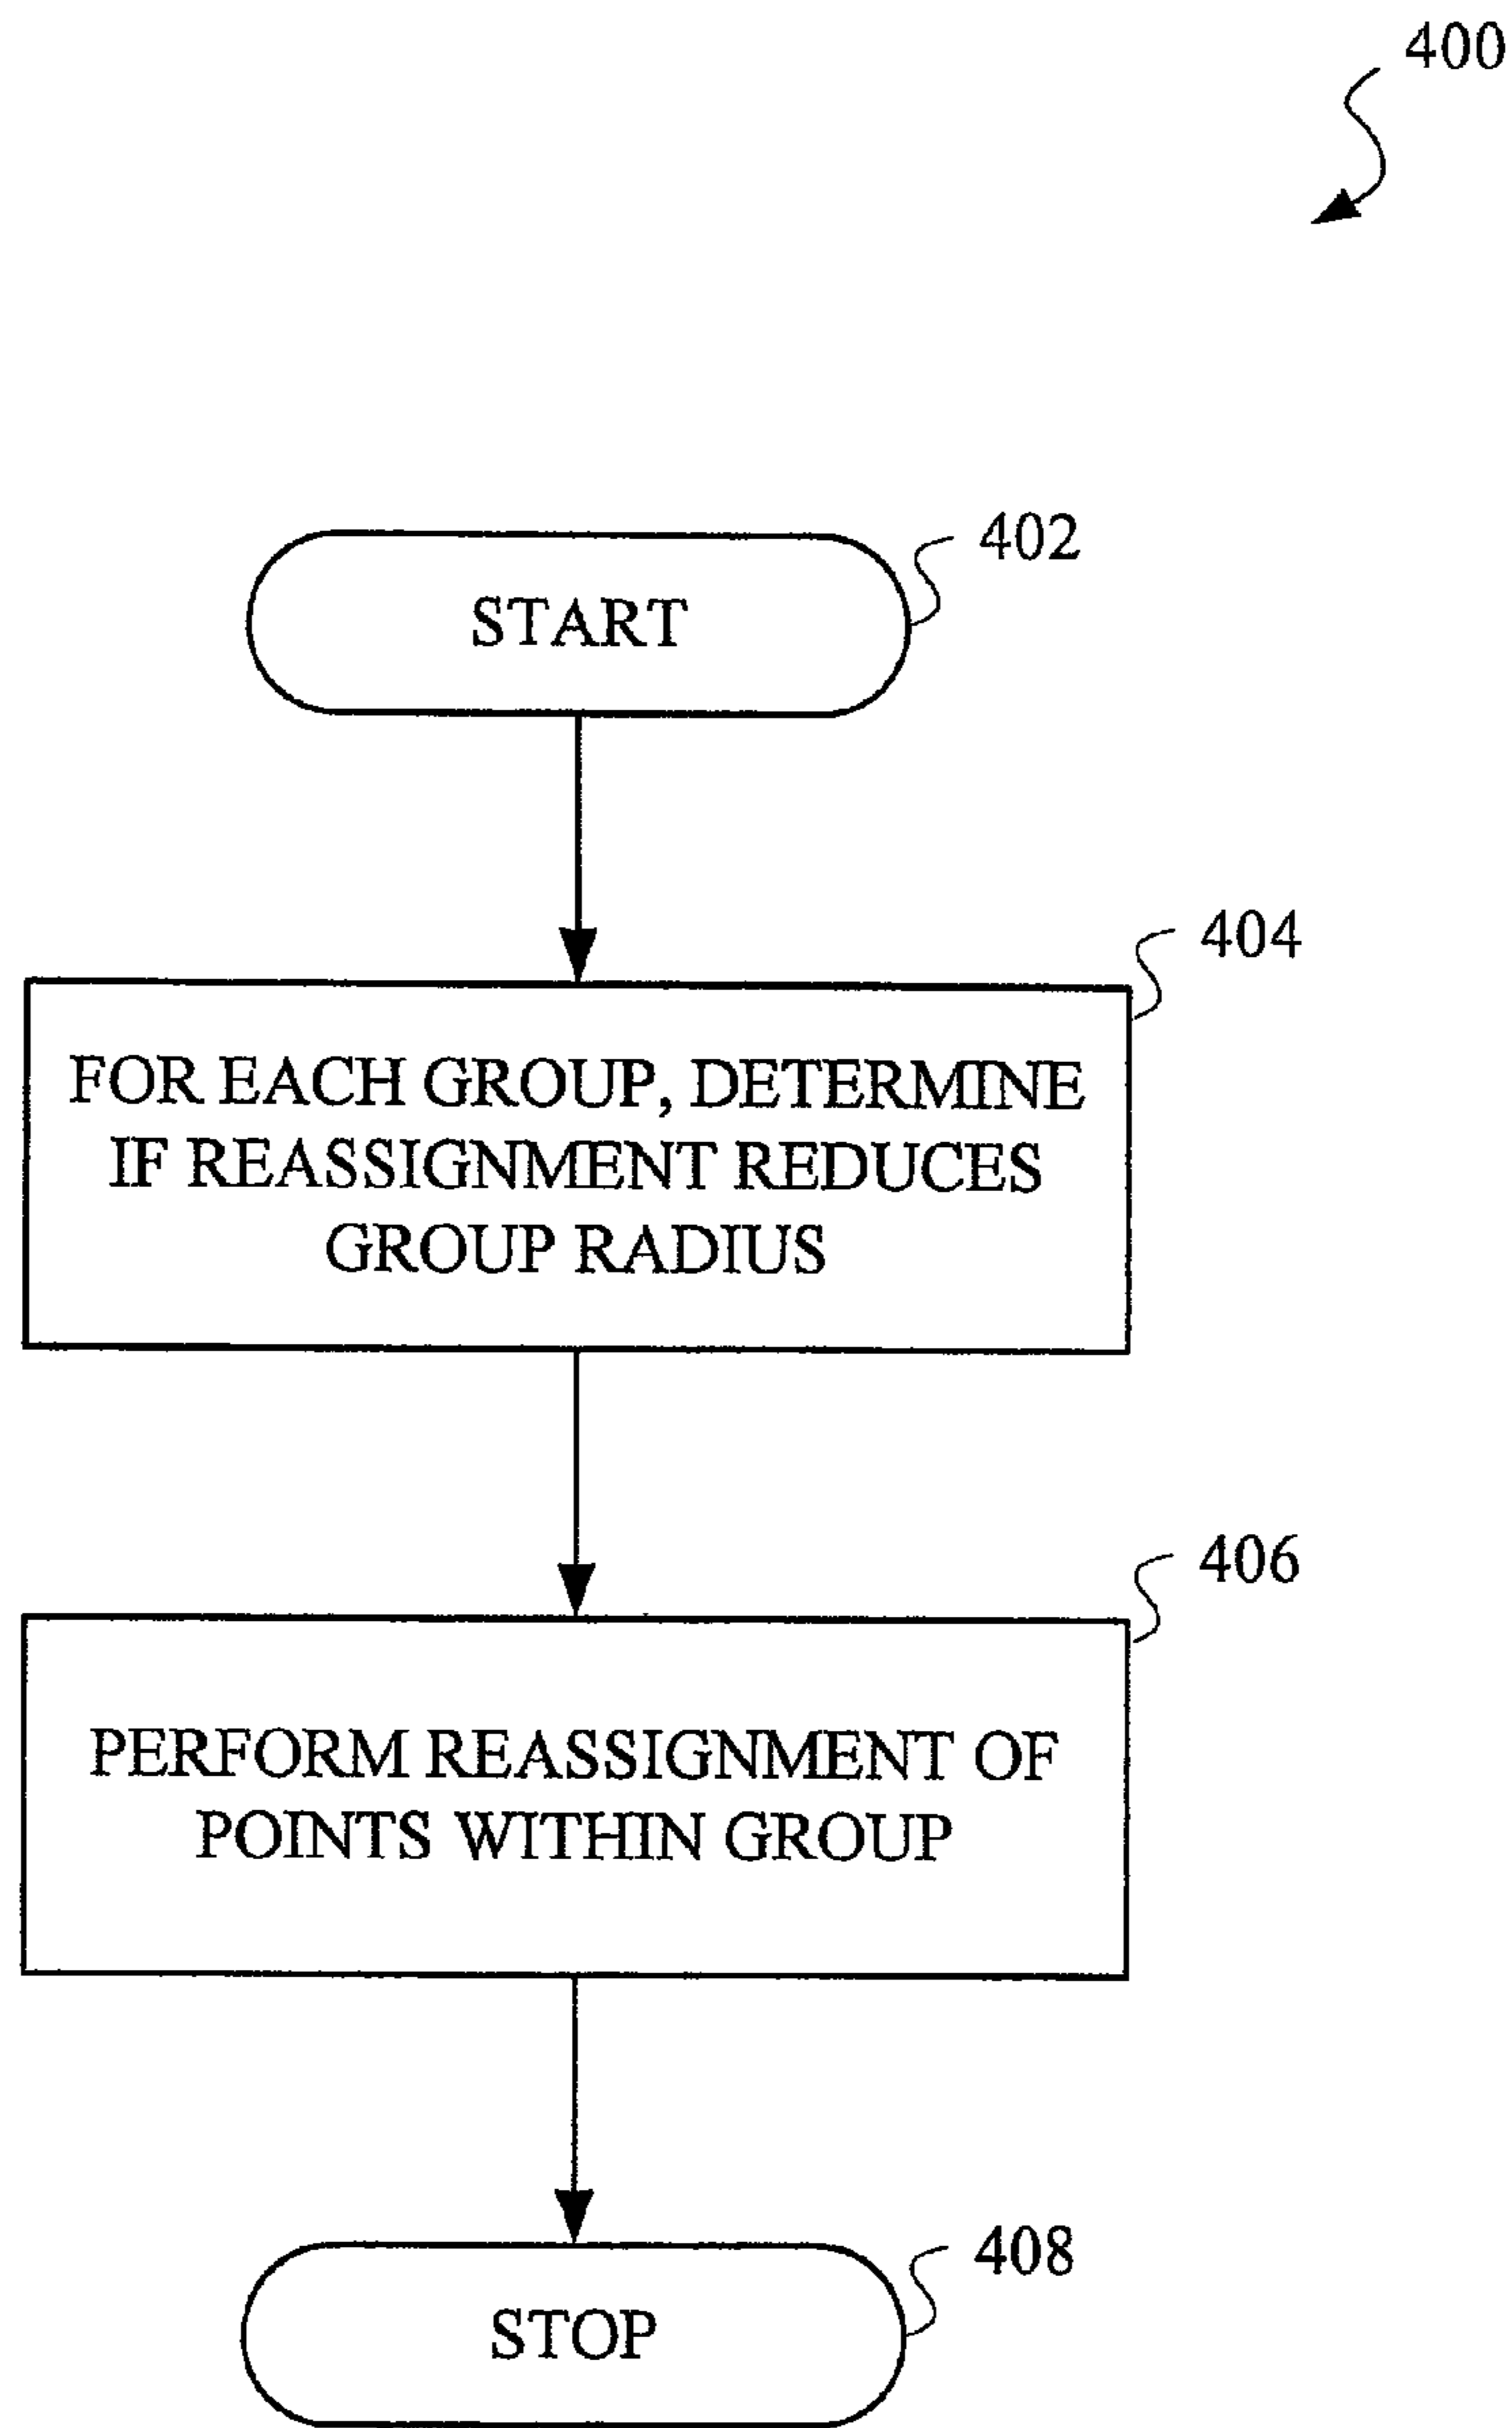 400
402
START
404
FOR EACH GROUP, DETERMINE
IF REASSIGNMENT REDUCES
GROUP RADIUS
406
PERFORM REASSIGNMENT OF
POINTS WITHIN GROUP
408
STOP